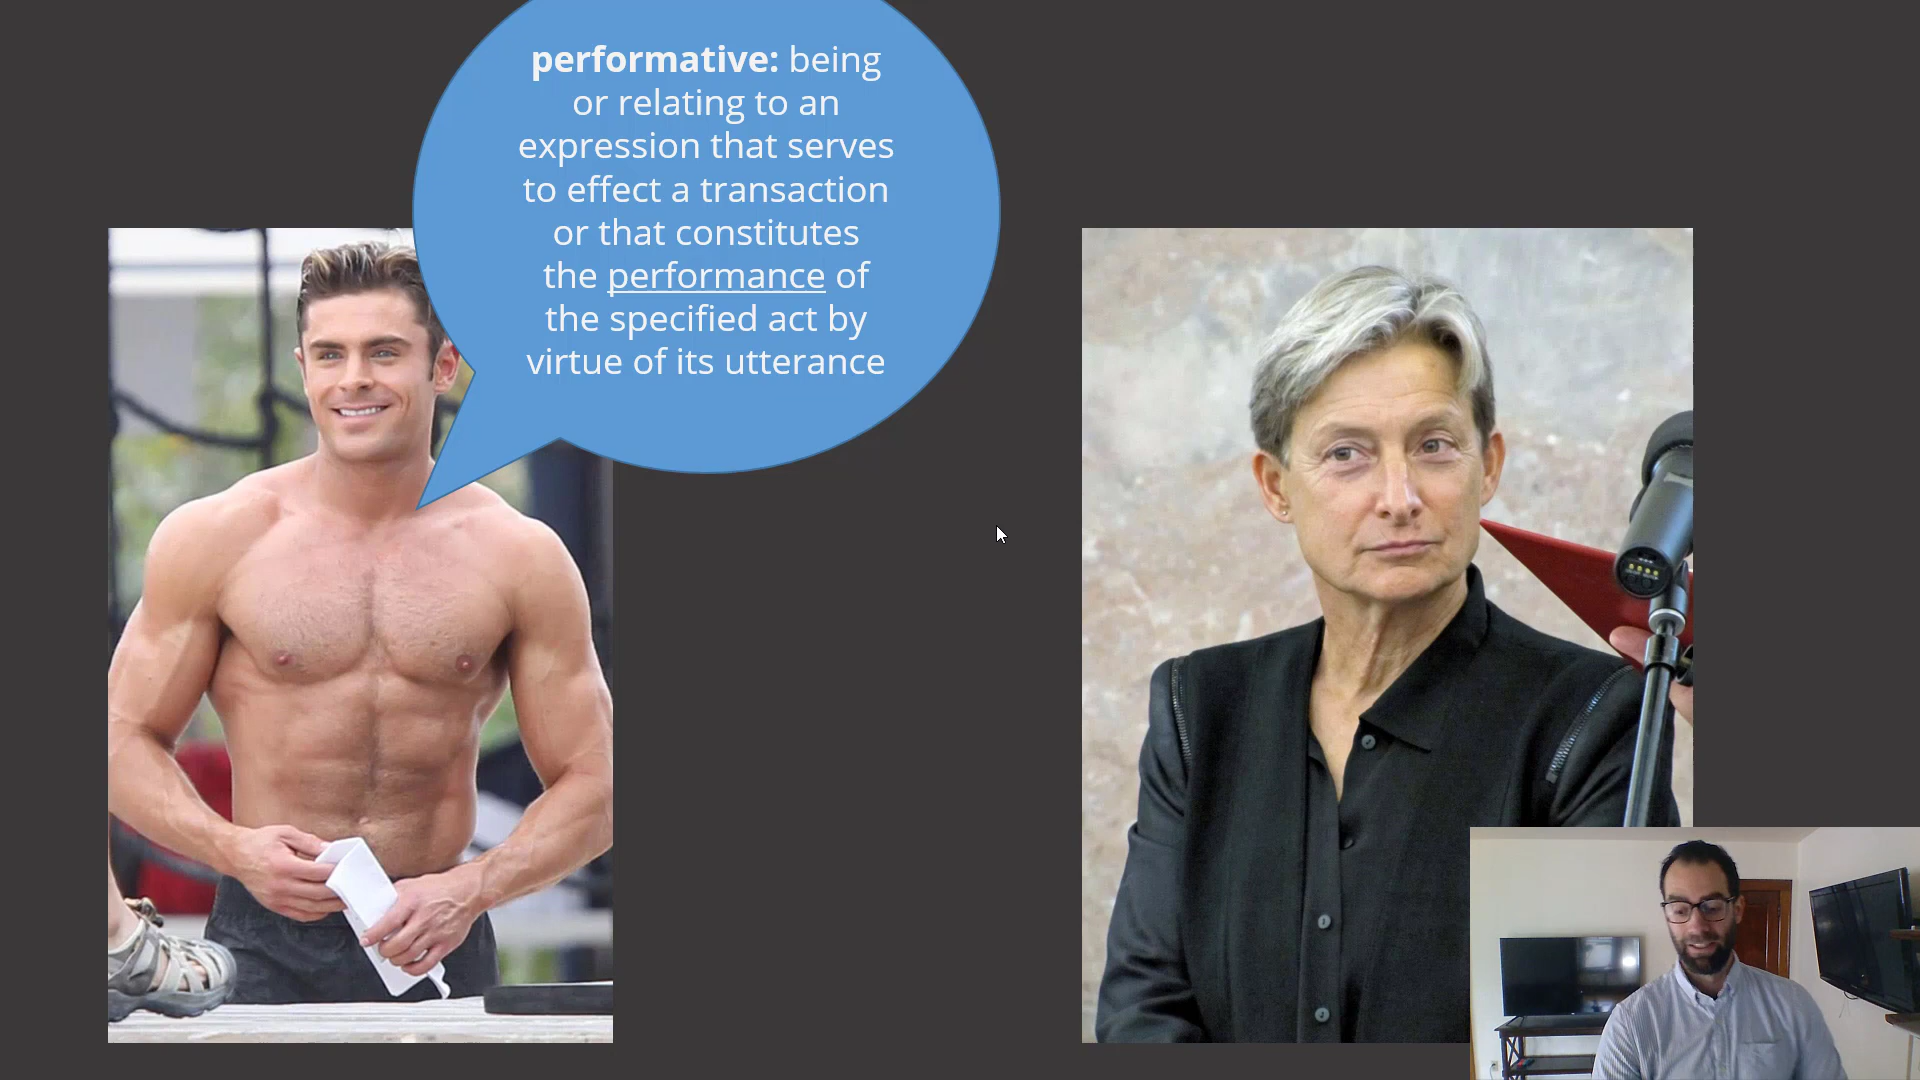 performative: being
or relating to an
expression that serves
to effect a transaction
or that constitutes
the performance of
the specified act by
virtue of its utterance